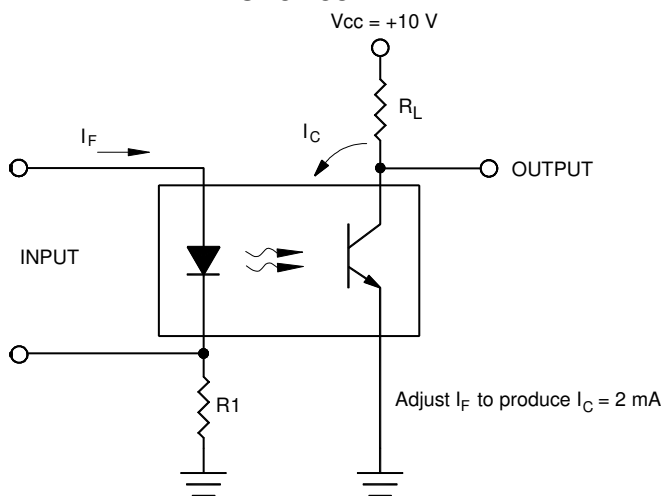 Vcc = +10 V
R_L
I_F
I_C
OUTPUT
INPUT
R1
Adjust I_F to produce I_C = 2 mA